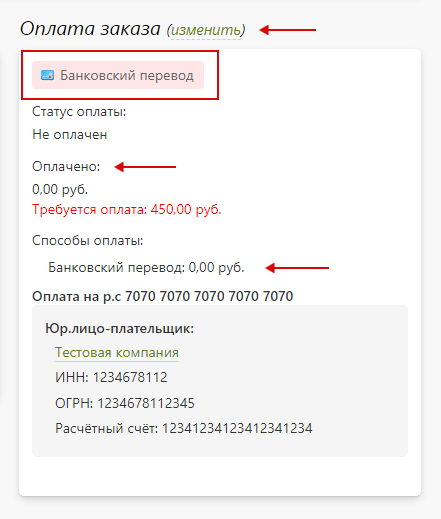 Оплата заказа (изменить)
Банковский перевод
Статус оплаты:
Не оплачен
Оплачено:
0,00 руб.
Требуется оплата: 450,00 руб.
Способы оплаты:
Банковский перевод: 0,00 руб.
Оплата на р.с 7070 7070 7070 7070 7070
Юр.лицо-плательщик:
Тестовая компания
ИНН: 1234678112
ОГРН: 1234678112345
Расчётный счёт: 12341234123412341234